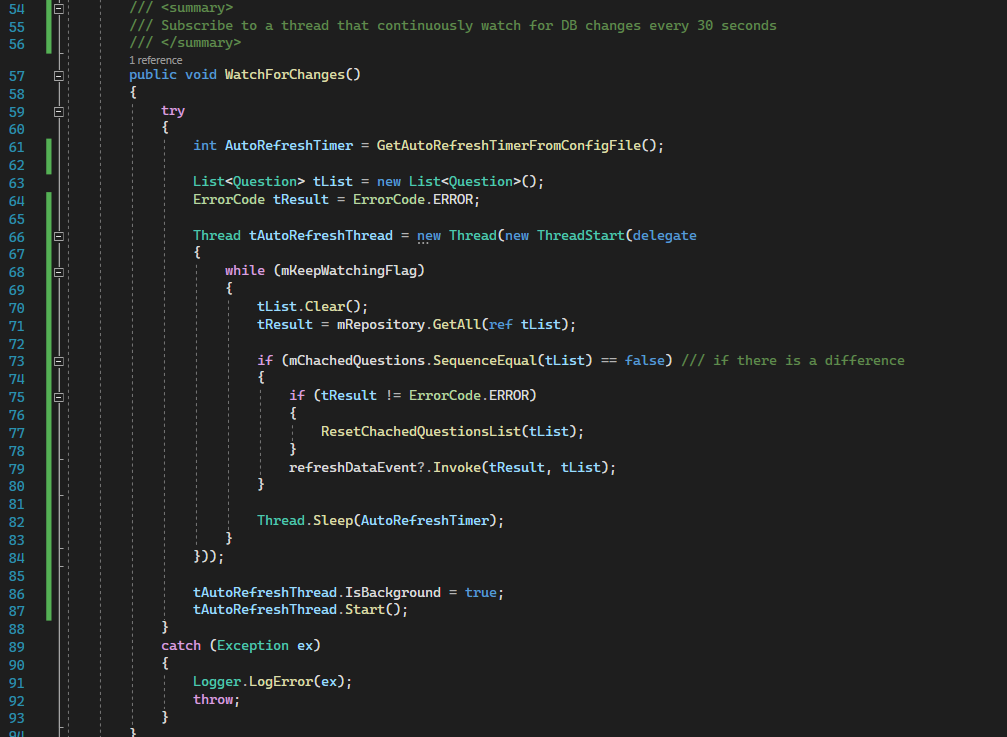 54 /// <summary>
55 /// Subscribe to a thread that continuously watch for DB changes every 30 seconds
56 /// </summary>
1 reference
57 public void WatchForChanges()
58 {
59 try
60 {
61 int AutoRefreshTimer = GetAutoRefreshTimerFromConfigFile();
62
63 List<Question> tList = new List<Question>();
64 ErrorCode tResult = ErrorCode.ERROR;
65
66 Thread tAutoRefreshThread = new Thread(new ThreadStart(delegate
67 {
68 while (mKeepWatchingFlag)
69 {
70 tList.Clear();
71 tResult = mRepository.GetAll(ref tList);
72
73 if (mChachedQuestions.SequenceEqual(tList) == false) /// if there is a difference
74 {
75 if (tResult != ErrorCode.ERROR)
76 {
77 ResetChachedQuestionsList(tList);
78 }
79 refreshDataEvent?.Invoke(tResult, tList);
80 }
81
82 Thread.Sleep(AutoRefreshTimer);
83 }
84 }));
85
86 tAutoRefreshThread.IsBackground = true;
87 tAutoRefreshThread.Start();
88 }
89 catch (Exception ex)
90 {
91 Logger.LogError(ex);
92 throw;
93 }
94 }